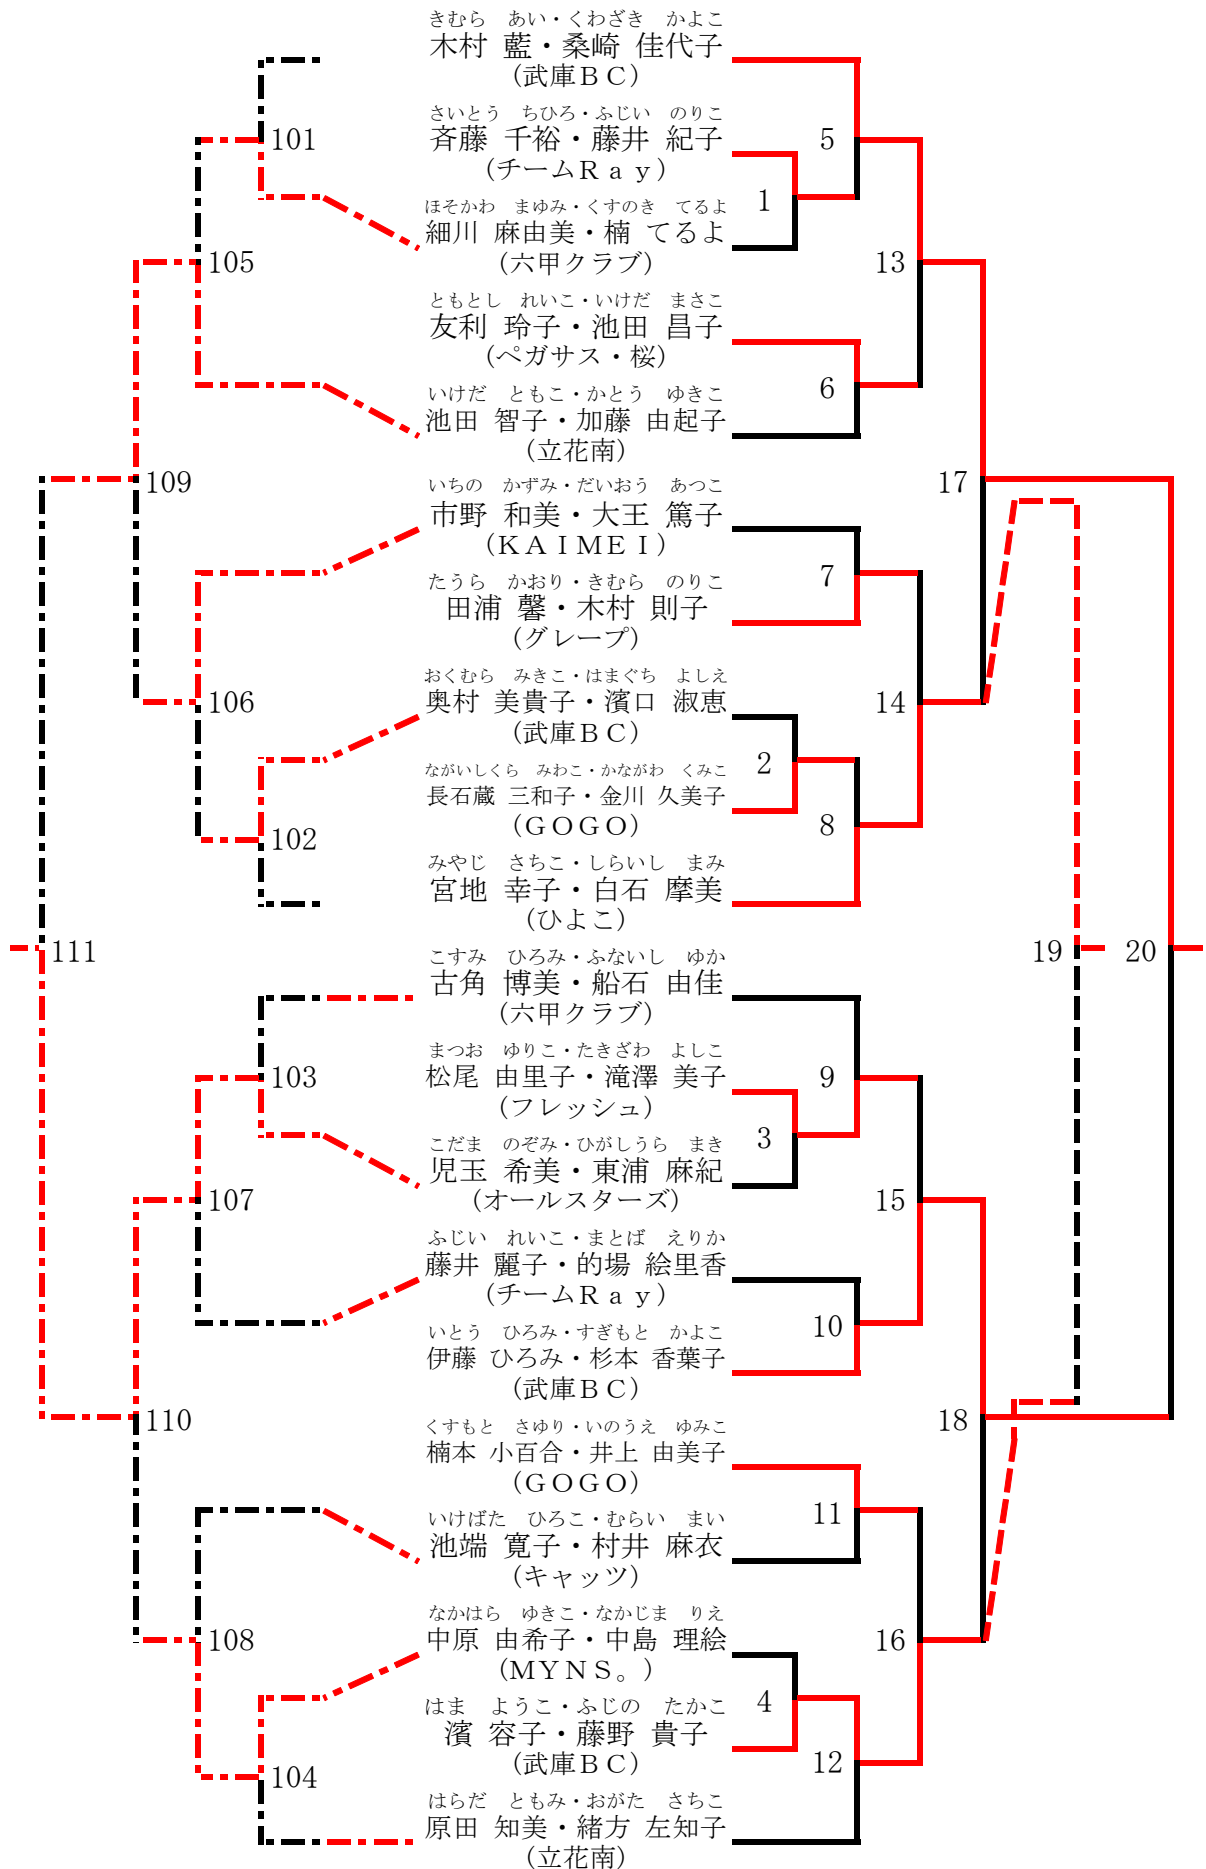 きむら　あい・くわざき　かよこ
木村 藍・桑崎 佳代子
(武庫ＢＣ)
さいとう　ちひろ・ふじい　のりこ
斉藤 千裕・藤井 紀子
(チームＲａｙ)
101
5
1
ほそかわ　まゆみ・くすのき　てるよ
細川 麻由美・楠 てるよ
(六甲クラブ)
105
13
ともとし　れいこ・いけだ　まさこ
友利 玲子・池田 昌子
(ペガサス・桜)
6
いけだ　ともこ・かとう　ゆきこ
池田 智子・加藤 由起子
(立花南)
109
17
いちの　かずみ・だいおう　あつこ
市野 和美・大王 篤子
(ＫＡＩＭＥＩ)
7
たうら　かおり・きむら　のりこ
田浦 馨・木村 則子
(グレープ)
おくむら　みきこ・はまぐち　よしえ
奥村 美貴子・濱口 淑恵
(武庫ＢＣ)
106
14
2
ながいしくら　みわこ・かながわ　くみこ
長石蔵 三和子・金川 久美子
(ＧＯＧＯ)
102
8
みやじ　さちこ・しらいし　まみ
宮地 幸子・白石 摩美
(ひよこ)
111
19
20
こすみ　ひろみ・ふないし　ゆか
古角 博美・船石 由佳
(六甲クラブ)
まつお　ゆりこ・たきざわ　よしこ
松尾 由里子・滝澤 美子
(フレッシュ)
103
9
3
こだま　のぞみ・ひがしうら　まき
児玉 希美・東浦 麻紀
(オールスターズ)
107
15
ふじい　れいこ・まとば　えりか
藤井 麗子・的場 絵里香
(チームＲａｙ)
10
いとう　ひろみ・すぎもと　かよこ
伊藤 ひろみ・杉本 香葉子
(武庫ＢＣ)
110
18
くすもと　さゆり・いのうえ　ゆみこ
楠本 小百合・井上 由美子
(ＧＯＧＯ)
11
いけばた　ひろこ・むらい　まい
池端 寛子・村井 麻衣
(キャッツ)
なかはら　ゆきこ・なかじま　りえ
中原 由希子・中島 理絵
(ＭＹＮＳ。)
108
16
4
はま　ようこ・ふじの　たかこ
濱 容子・藤野 貴子
(武庫ＢＣ)
104
12
はらだ　ともみ・おがた　さちこ
原田 知美・緒方 左知子
(立花南)